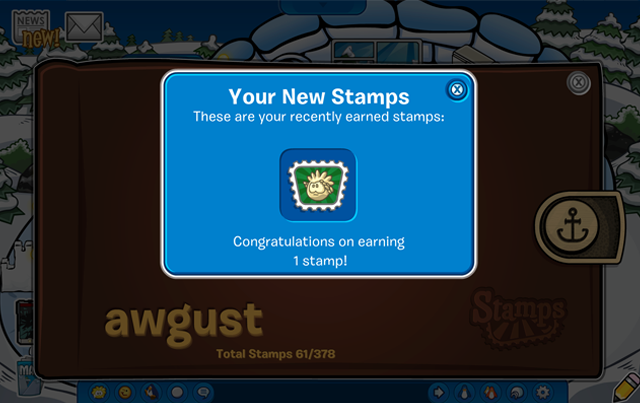 NEWS
new!
Your New Stamps
These are your recently earned stamps:
Congratulations on earning
1 stamp!
awgust
Stamps
Total Stamps 61/378